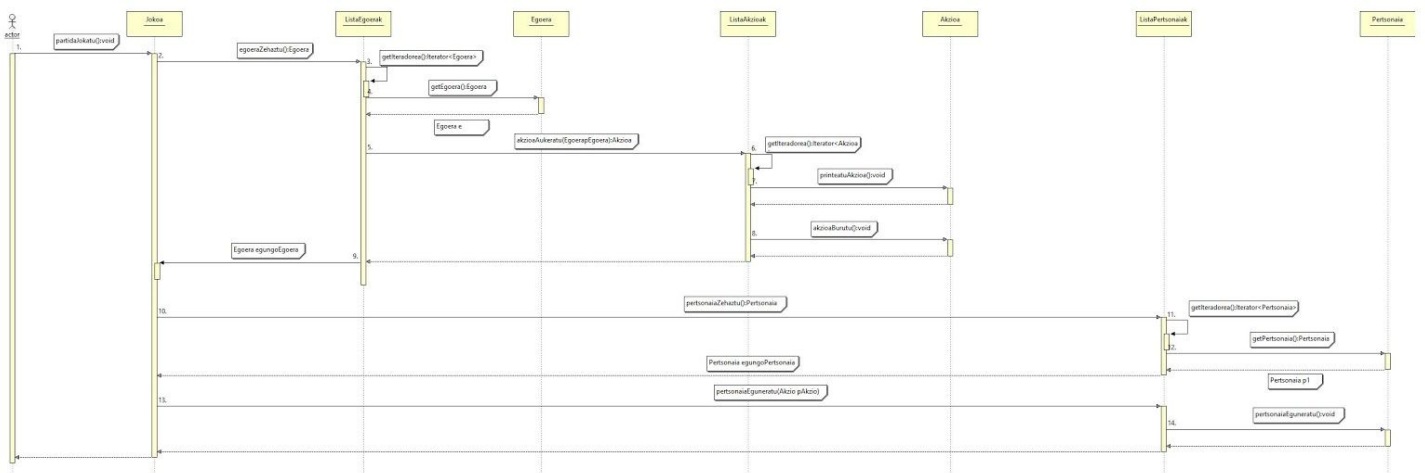 actor
Jokoa
ListaEgoerak
Egoera
ListaAkzioak
Akzioa
ListaPertsonaiak
Pertsonaia
1.
partidaJokatu():void
2.
egoeraZehaztu():Egoera
3.
getIteradorea():Iterator<Egoera>
4.
getEgoera():Egoera
Egoera e
5.
akzioaAukeratu(EgoerapEgoera):Akzioa
6.
getIteradorea():Iterator<Akzioa
7.
printeatuAkzioa():void
8.
akzioaBurutu():void
9.
Egoera egungoEgoera
10.
pertsonaiaZehaztu():Pertsonaia
11.
getIteradorea():Iterator<Pertsonaia>
12.
getPertsonaia():Pertsonaia
Pertsonaia egungoPertsonaia
Pertsonaia p1
13.
pertsonaiaEguneratu(Akzio pAkzio)
14.
pertsonaiaEguneratu():void